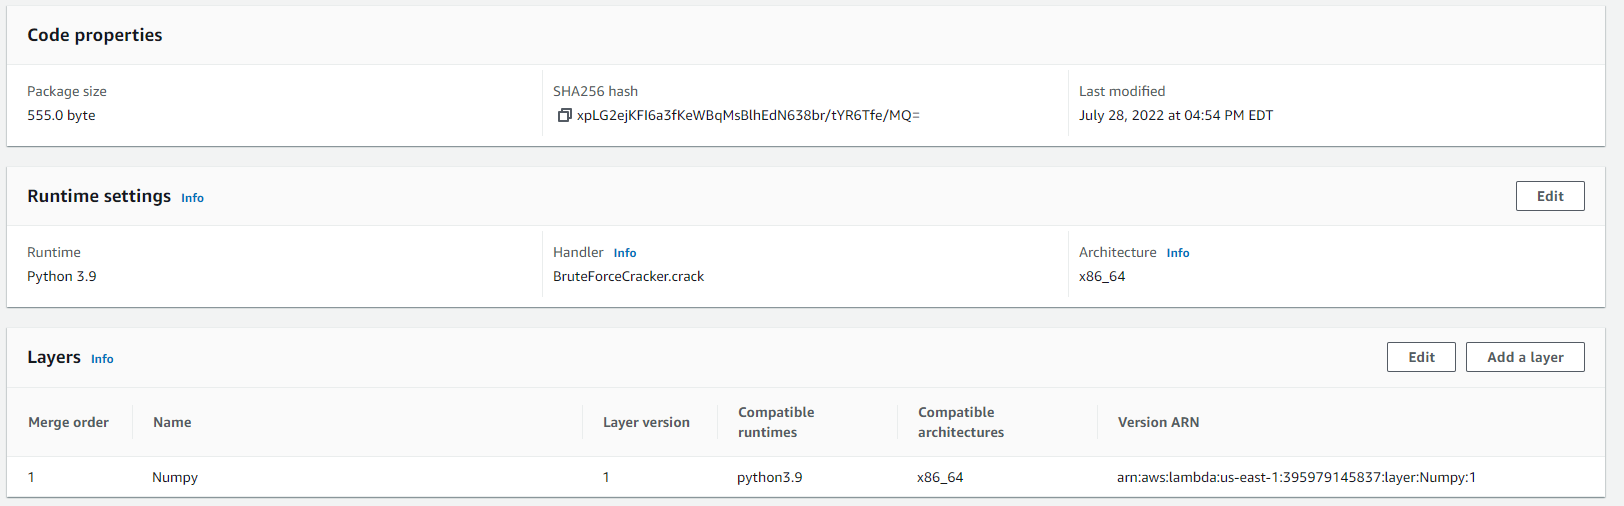 Code properties
Package size
SHA256 hash
Last modified
555.0 byte
xpLG2ejKFI6a3fKeWBqMsBlhEdN638br/tYR6Tfe/MQ=
July 28, 2022 at 04:54 PM EDT
Runtime settings Info
Edit
Runtime
Handler Info
Architecture Info
Python 3.9
BruteForceCracker.crack
x86_64
Layers Info
Edit
Add a layer
Merge order
Name
Layer version
Compatible
runtimes
Compatible
architectures
Version ARN
1
Numpy
1
python3.9
x86_64
arn:aws:lambda:us-east-1:395979145837:layer:Numpy:1